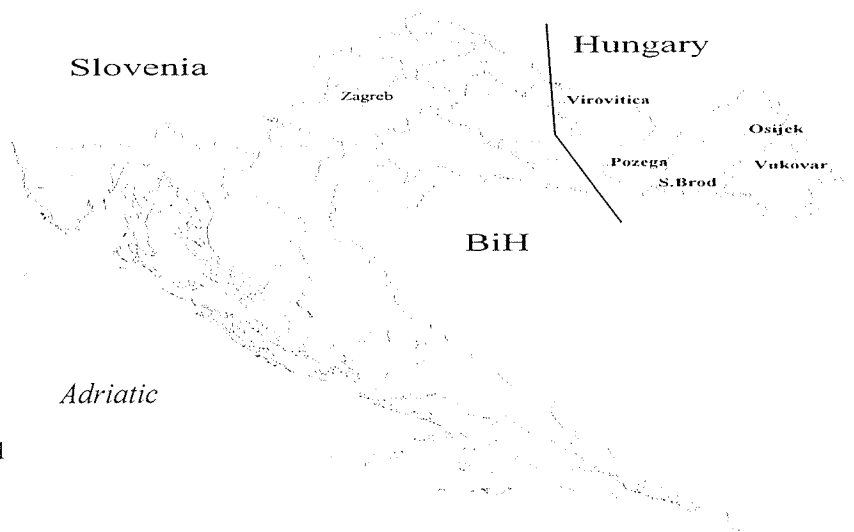 Hungary
Slovenia
Zagreb
Virovitica
Osijek
Pozega
Vukovar
S.Brod
BiH
Adriatic